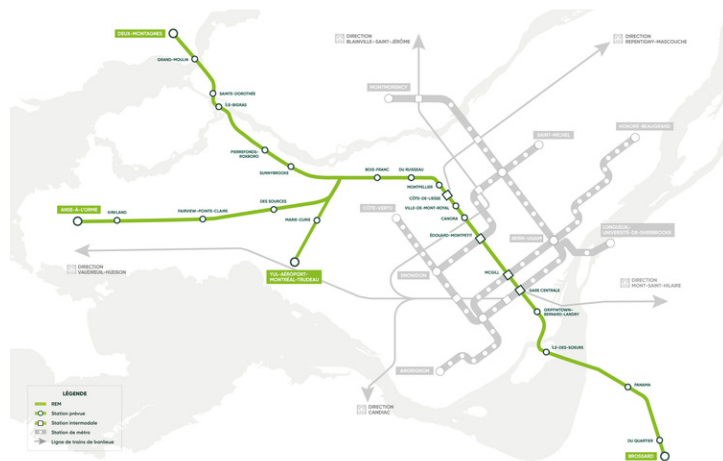 DEUX-MONTAGNES
GRAND-MOULIN
SAINTE-DOROTHÉE
ÎLE-BIGRAS
PIERREFONDS-
ROXBORO
SUNNYBROOKE
BOIS-FRANC
DU RUISSEAU
MONTPELLIER
CÔTE-DE-LIESSE
VILLE-DE-MONT-ROYAL
CANORA
ÉDOUARD-MONTPETIT
MCGILL
GARE CENTRALE
GRIFFINTOWN-
BERNARD-LANDRY
ÎLE-DES-SOEURS
PANAMA
DU QUARTIER
BROSSARD
ANSE-À-L'ORME
KIRKLAND
FAIRVIEW-POINTE-CLAIRE
DES SOURCES
MARIE-CURIE
YUL-AÉROPORT-
MONTRÉAL-TRUDEAU
DIRECTION
BLAINVILLE-SAINT-JÉRÔME
DIRECTION
REPENTIGNY-MASCOUCHE
MONTMORENCY
SAINT-MICHEL
HONORÉ-BEAUGRAND
CÔTE-VERTU
BERRI-UQAM
LONGUEUIL-
UNIVERSITÉ-DE-SHERBROOKE
SNOWDON
ANGRIGNON
DIRECTION
VAUDREUIL-HUDSON
DIRECTION
MONT-SAINT-HILAIRE
DIRECTION
CANDIAC
LÉGENDE
REM
Station prévue
Station intermodale
Station de métro
Ligne de trains de banlieue